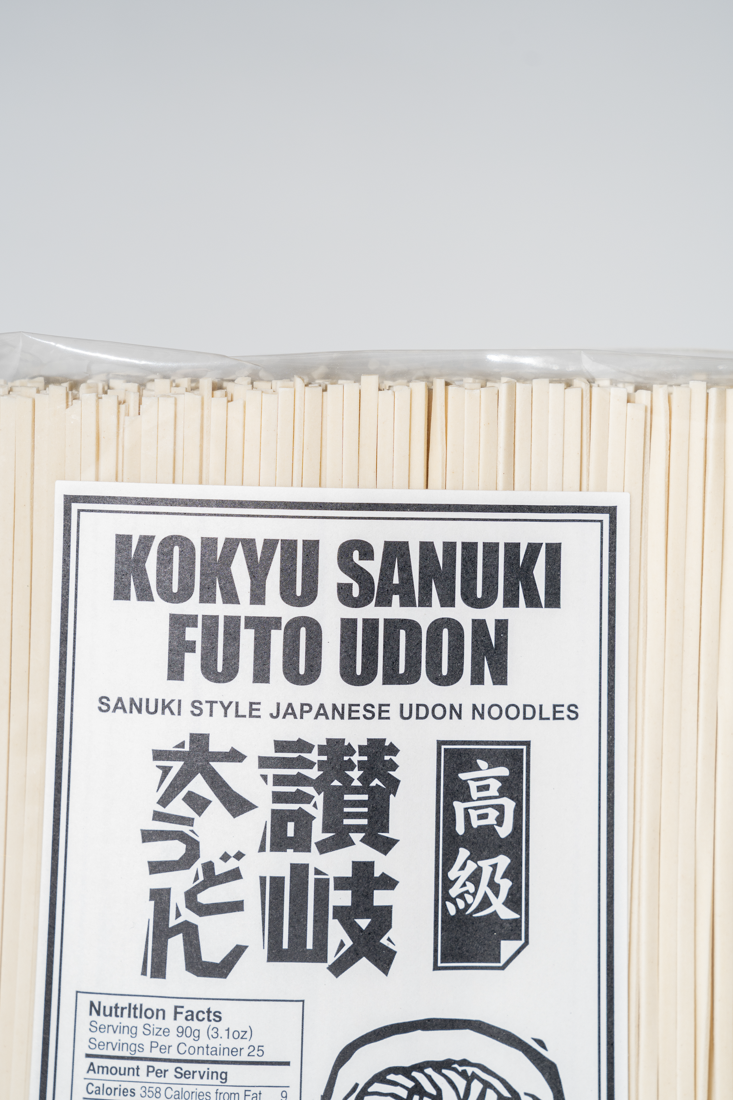 KOKYU SANUKI
FUTO UDON
SANUKI STYLE JAPANESE UDON NOODLES
高級
讃岐
太うどん
Nutrition Facts
Serving Size 90g (3.1oz)
Servings Per Container 25
Amount Per Serving
Calories 358 Calories from Fat 9